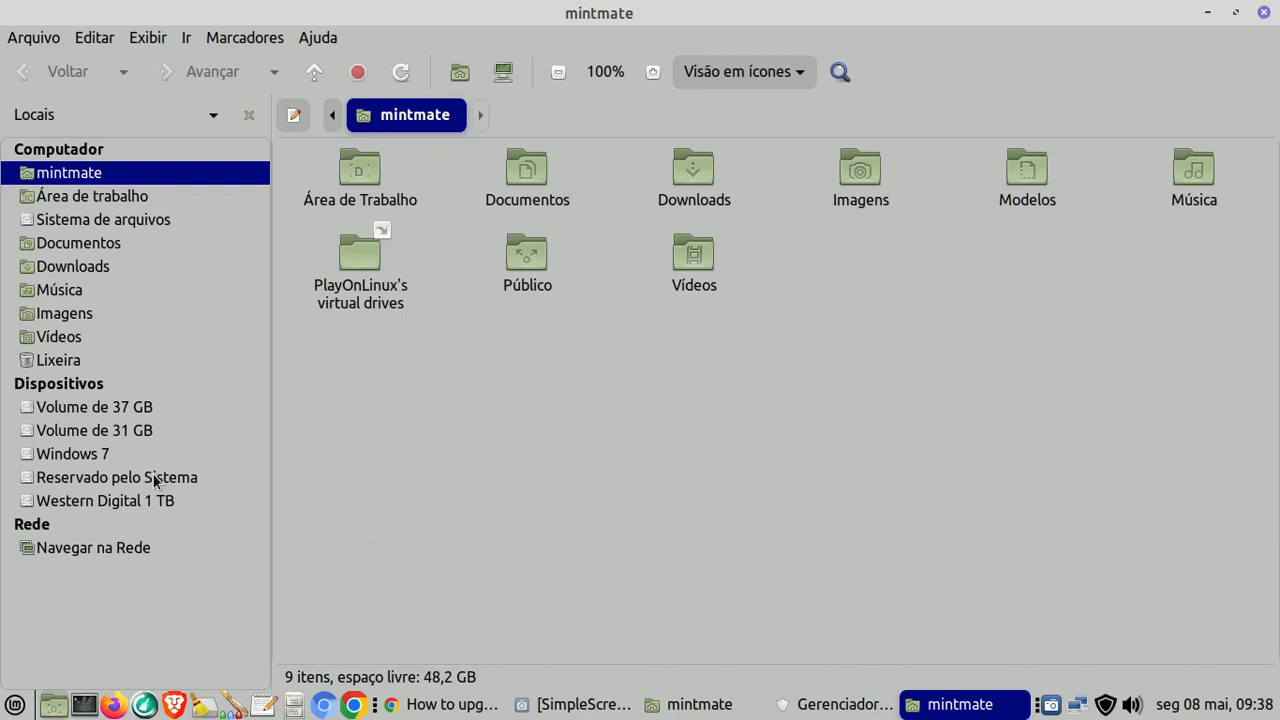 mintmate
Arquivo Editar Exibir Ir Marcadores Ajuda
Voltar Avançar 100% Visão em ícones
Locais
mintmate
Computador
mintmate
Área de trabalho
Sistema de arquivos
Documentos
Downloads
Música
Imagens
Vídeos
Lixeira
Dispositivos
Volume de 37 GB
Volume de 31 GB
Windows 7
Reservado pelo Sistema
Western Digital 1 TB
Rede
Navegar na Rede
Área de Trabalho Documentos Downloads Imagens Modelos Música
PlayOnLinux's
virtual drives
Público Vídeos
9 itens, espaço livre: 48,2 GB
How to upg... [SimpleScre... mintmate Gerenciador... mintmate seg 08 mai, 09:38